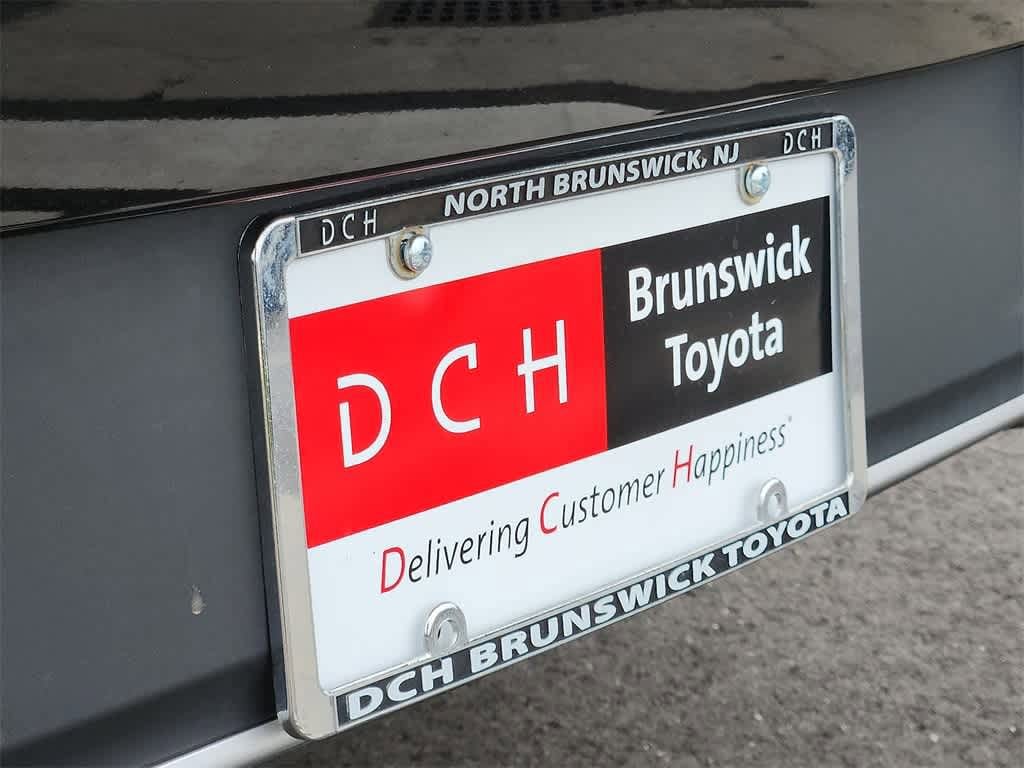 DCH NORTH BRUNSWICK, NJ DCH
DCH
Brunswick
Toyota
Delivering Customer Happiness
DCH BRUNSWICK TOYOTA